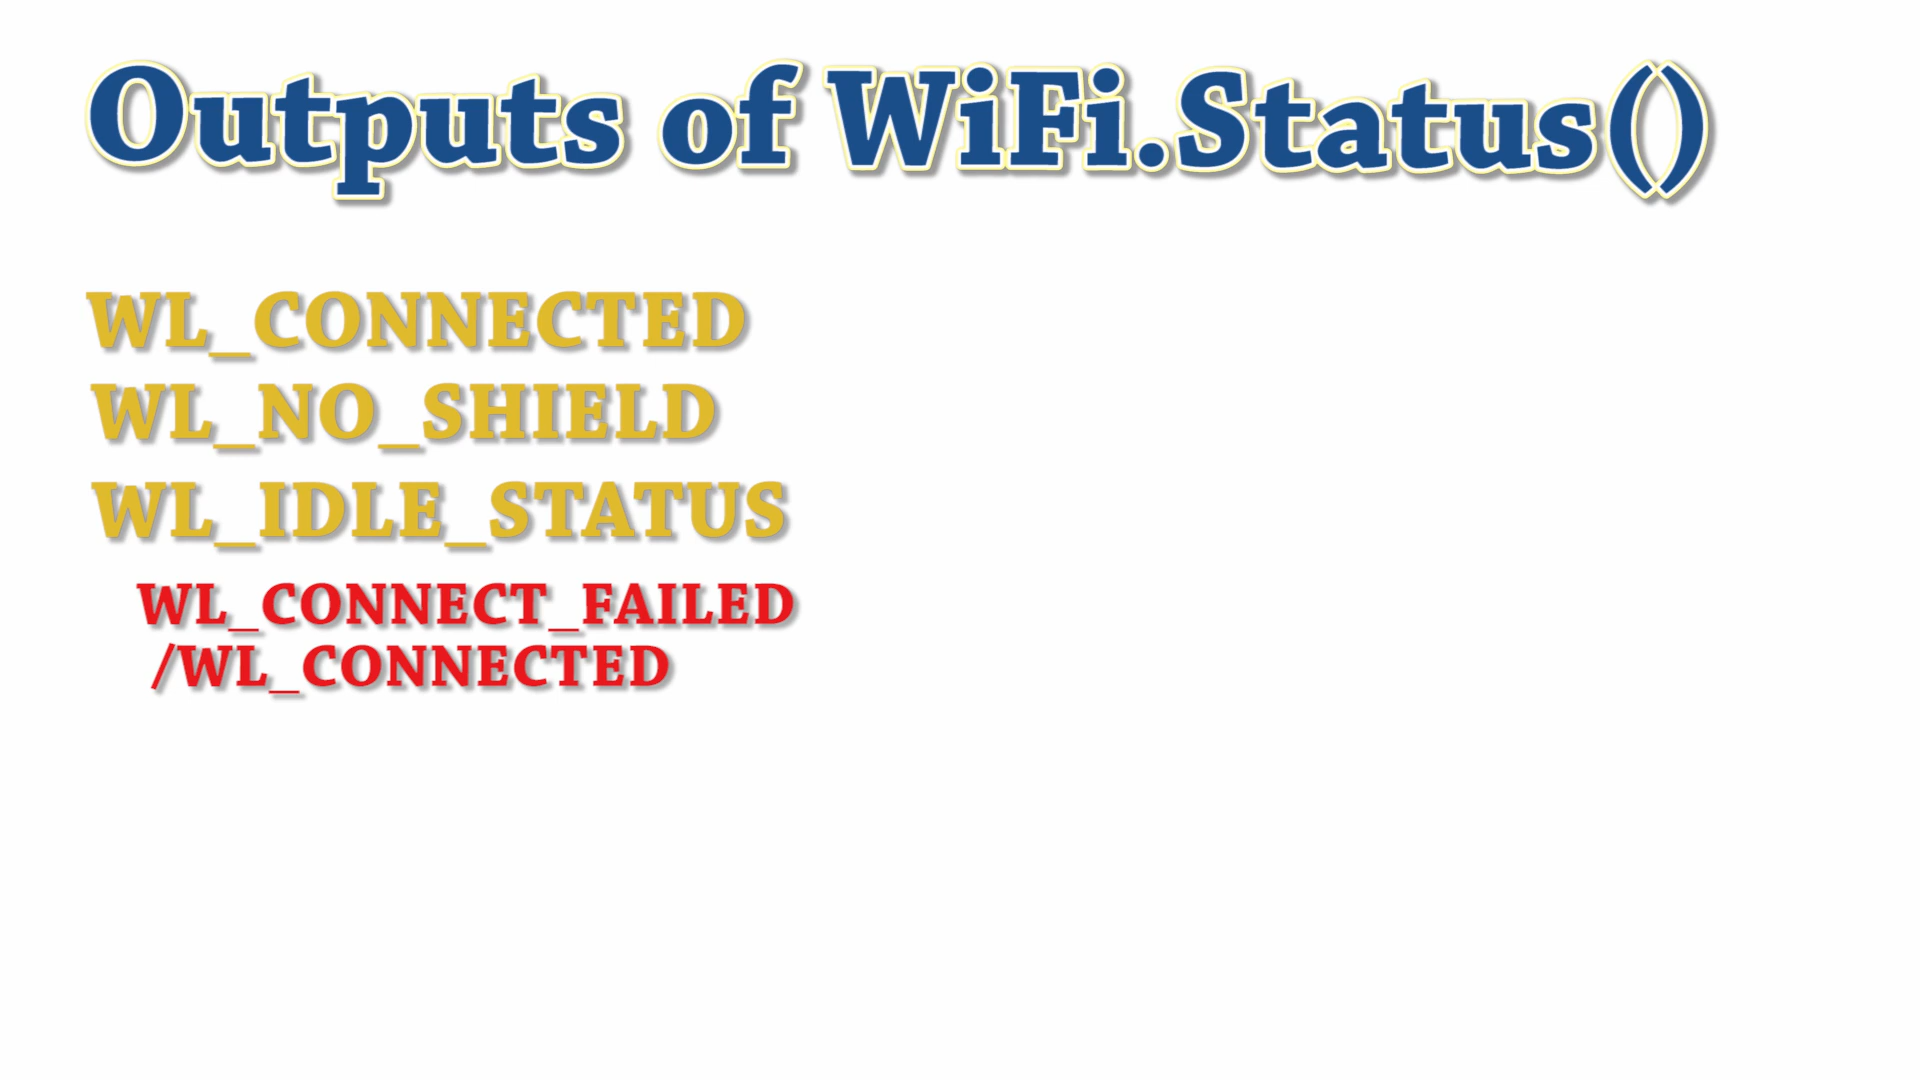 Outputs of WiFi.Status()
WL_CONNECTED
WL_NO_SHIELD
WL_IDLE_STATUS
WL_CONNECT_FAILED
/WL_CONNECTED